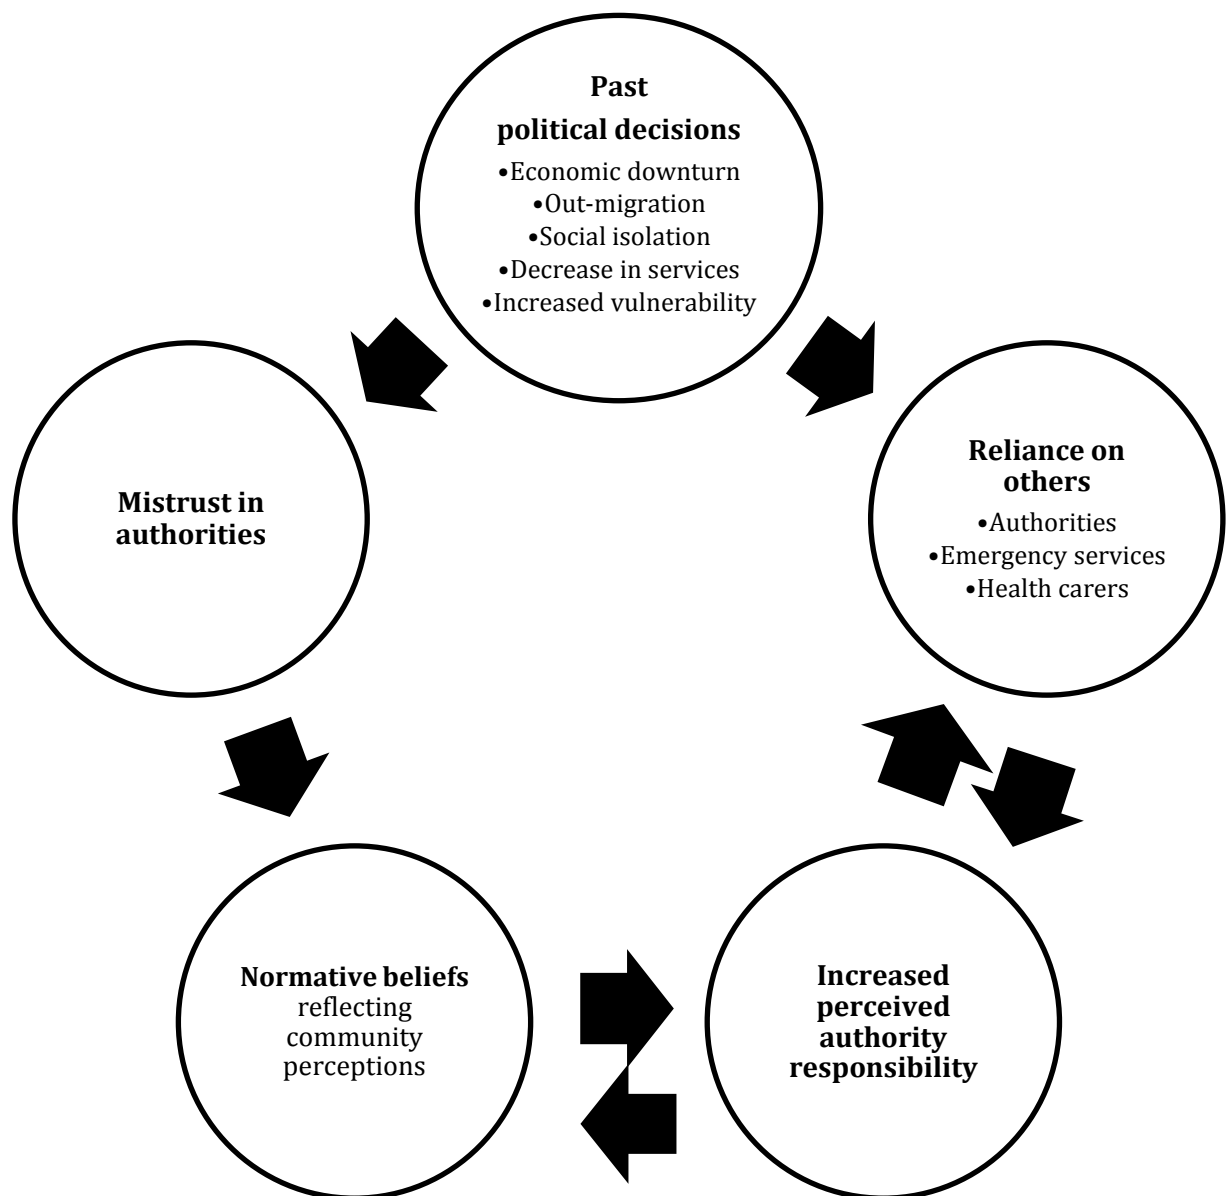 Past
political decisions
•Economic downturn
•Out-migration
•Social isolation
•Decrease in services
•Increased vulnerability
Mistrust in
authorities
Reliance on
others
•Authorities
•Emergency services
•Health carers
Normative beliefs
reflecting
community
perceptions
Increased
perceived
authority
responsibility